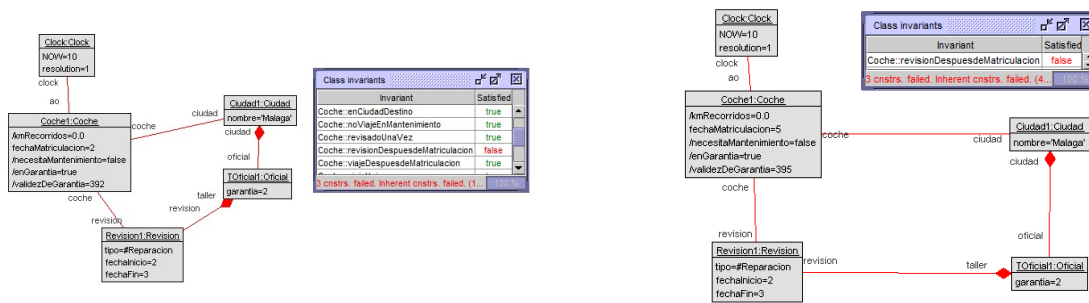 Clock:Clock
NOW=10
resolution=1
clock
ao
Coche1:Coche
/kmRecorridos=0.0
fechaMatriculacion=2
/necesitaMantenimiento=false
/enGarantia=true
/validezDeGarantia=392
coche
coche
ciudad
Ciudad1:Ciudad
nombre='Malaga'
ciudad
oficial
TOficial1:Oficial
garantia=2
taller
revision
revision
Revision1:Revision
tipo=#Reparacion
fechaInicio=2
fechaFin=3
Class invariants
Invariant Satisfied
Coche::enCiudadDestino true
Coche::noViajeEnMantenimiento true
Coche::revisadoUnaVez true
Coche::revisionDespuesdeMatriculacion false
Coche::viajeDespuesdeMatriculacion true
3 cnstrs. failed. Inherent cnstrs. failed. (1... 100 %
Clock:Clock
NOW=10
resolution=1
clock
ao
Coche1:Coche
/kmRecorridos=0.0
fechaMatriculacion=5
/necesitaMantenimiento=false
/enGarantia=true
/validezDeGarantia=395
coche
coche
ciudad
Ciudad1:Ciudad
nombre='Malaga'
ciudad
oficial
TOficial1:Oficial
garantia=2
taller
revision
revision
Revision1:Revision
tipo=#Reparacion
fechaInicio=2
fechaFin=3
Class invariants
Invariant Satisfied
Coche::revisionDespuesdeMatriculacion false
3 cnstrs. failed. Inherent cnstrs. failed. (4... 100 %